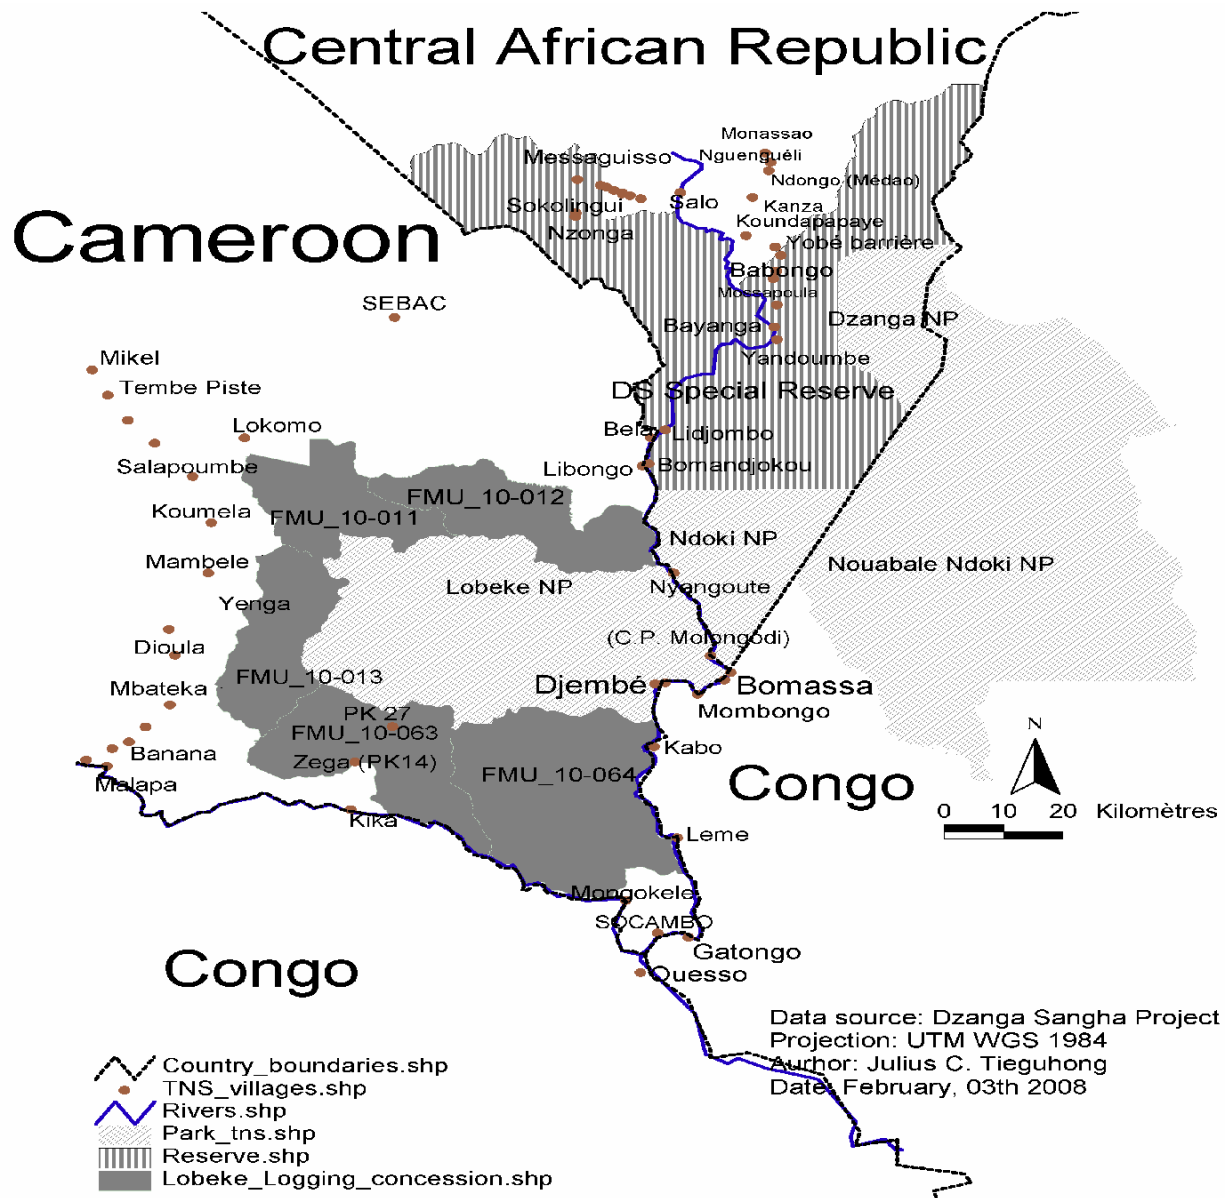 Central African Republic
Monassao
Messaguisso
Nguenguéli
Ndongo (Médao)
Sokolingui
Salo
Kanza
Koundapapaye
Nzonga
Cameroon
Yobé barrière
Babongo
Mossapoula
SEBAC
Bayanga
Dzanga NP
Mikel
Yandoumbe
Tembe Piste
DS Special Reserve
Lokomo
Bela
Lidjombo
Salapoumbe
Libongo
Bomandjokou
FMU_10-012
Koumela
FMU_10-011
Ndoki NP
Mambele
Nouabale Ndoki NP
Lobeke NP
Nyangoute
Yenga
(C.P. Molongodi)
Dioula
FMU_10-013
Djembé
Bomassa
Mbateka
Mombongo
PK 27
FMU_10-063
N
Banana
Zega (PK14)
Kabo
FMU_10-064
Congo
Malapa
0 10 20 Kilomètres
Kika
Leme
Mongokele
SOCAMBO
Gatongo
Congo
Ouesso
Data source: Dzanga Sangha Project
Projection: UTM WGS 1984
Aurhor: Julius C. Tieguhong
Date: February, 03th 2008
Country_boundaries.shp
TNS_villages.shp
Rivers.shp
Park_tns.shp
Reserve.shp
Lobeke_Logging_concession.shp